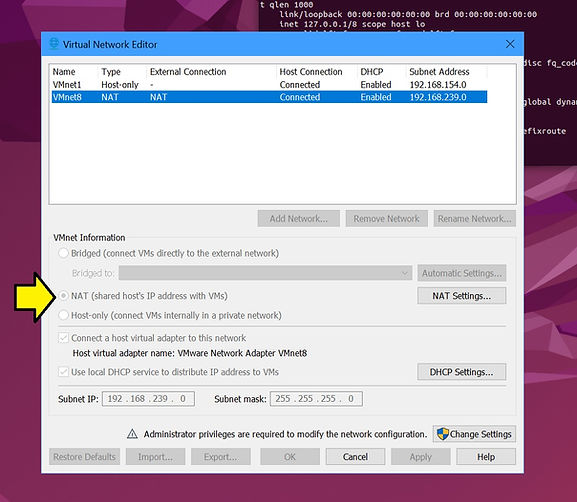 t qlen 1000
link/loopback 00:00:00:00:00:00 brd 00:00:00:00:00:00
inet 127.0.0.1/8 scope host lo
Virtual Network Editor
disc fq_code
global dynam
efixroute
Name Type External Connection Host Connection DHCP Subnet Address
VMnet1 Host-only - Connected Enabled 192.168.154.0
VMnet8 NAT NAT Connected Enabled 192.168.239.0
Add Network... Remove Network Rename Network...
VMnet Information
Bridged (connect VMs directly to the external network)
Bridged to: Automatic Settings...
NAT (shared host's IP address with VMs) NAT Settings...
Host-only (connect VMs internally in a private network)
Connect a host virtual adapter to this network
Host virtual adapter name: VMware Network Adapter VMnet8
Use local DHCP service to distribute IP address to VMs DHCP Settings...
Subnet IP: 192 . 168 . 239 . 0 Subnet mask: 255 . 255 . 255 . 0
Administrator privileges are required to modify the network configuration. Change Settings
Restore Defaults Import... Export... OK Cancel Apply Help